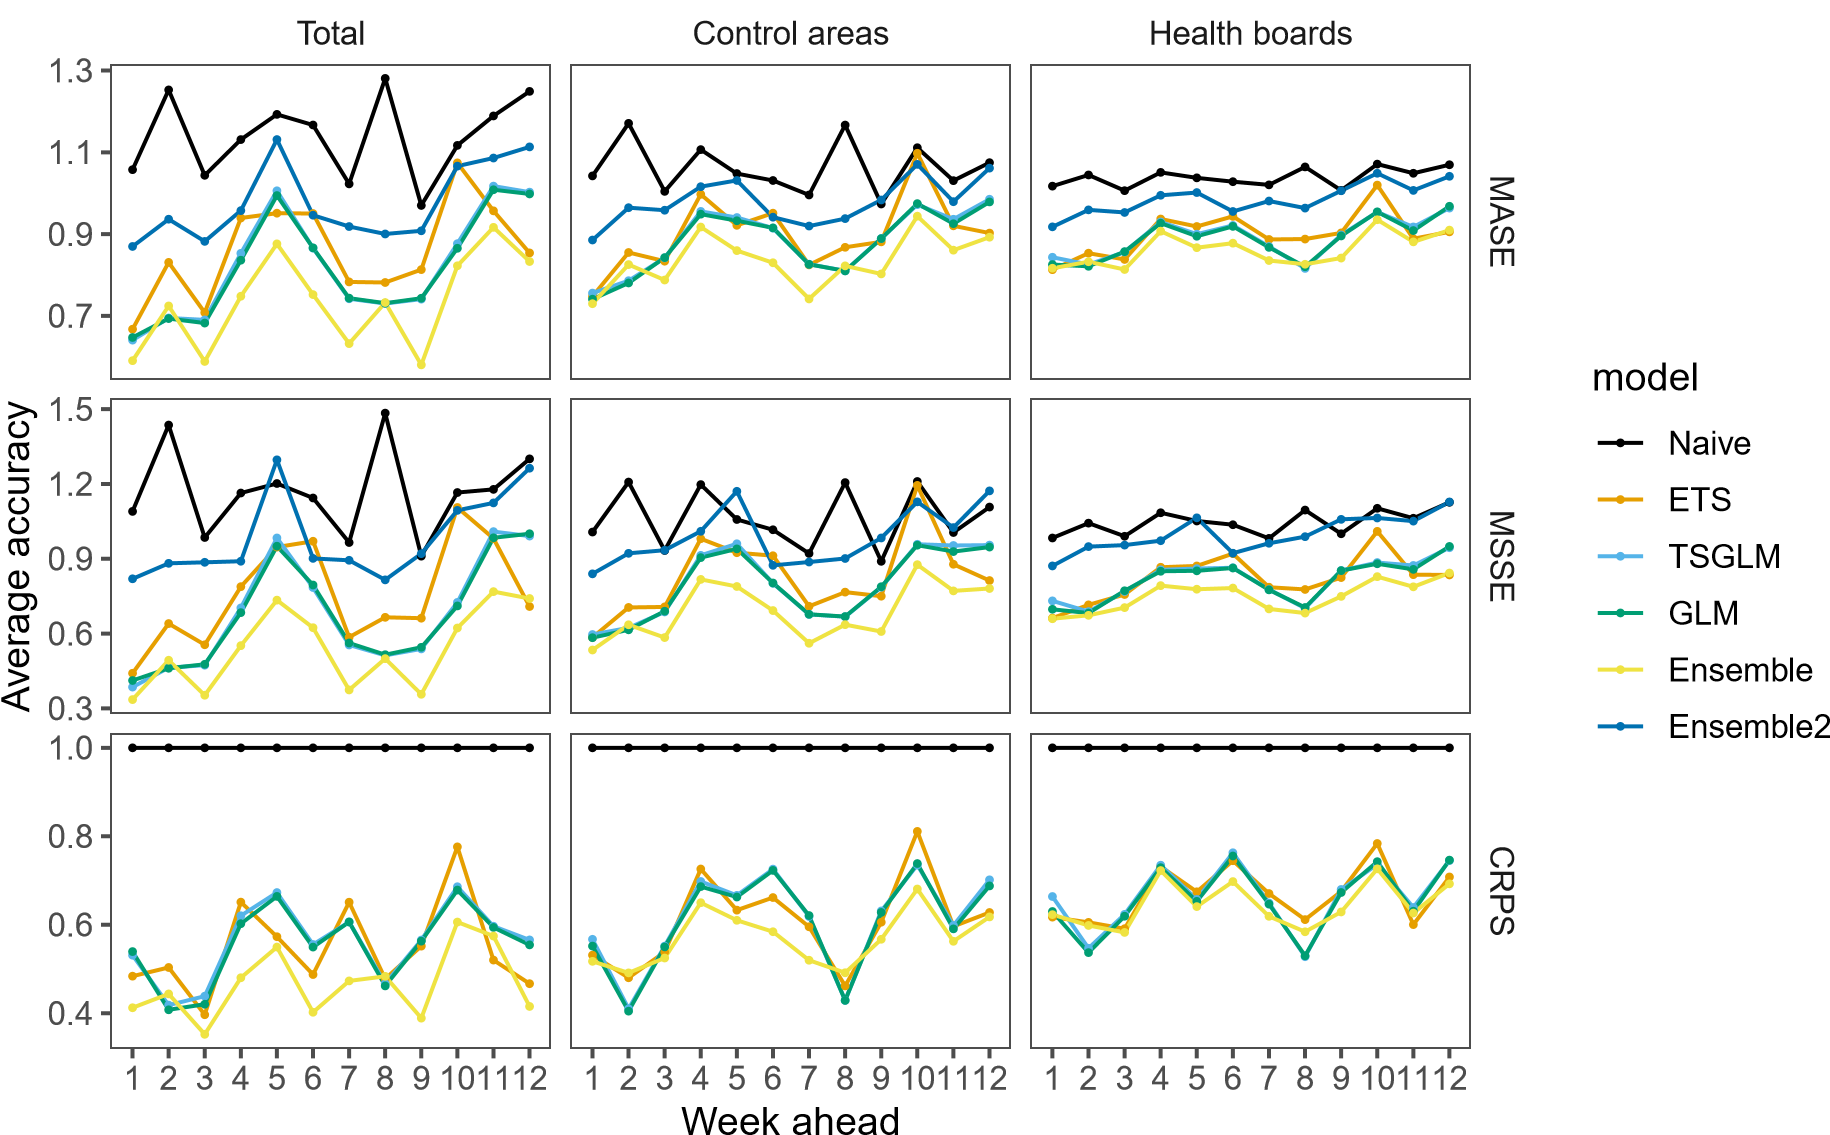 Total Control areas Health boards
1.3
1.1
0.9
0.7
MASE
1.5
1.2
0.9
0.6
0.3
MSSE
1.0
0.8
0.6
0.4
CRPS
1 2 3 4 5 6 7 8 9 10 11 12 1 2 3 4 5 6 7 8 9 10 11 12 1 2 3 4 5 6 7 8 9 10 11 12
Week ahead
Average accuracy
model
Naive
ETS
TSGLM
GLM
Ensemble
Ensemble2